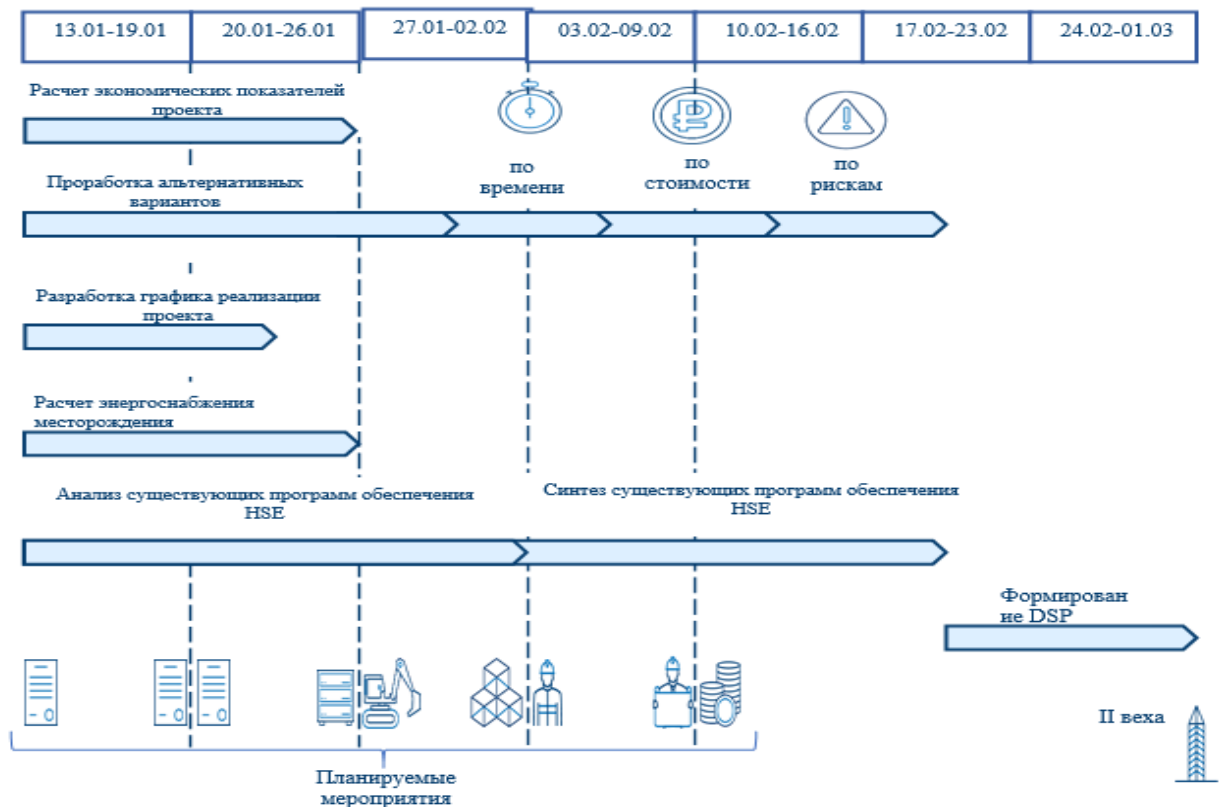 13.01-19.01
20.01-26.01
27.01-02.02
03.02-09.02
10.02-16.02
17.02-23.02
24.02-01.03
Расчет экономических показателей
проекта
по
времени
по
стоимости
по
рискам
Проработка альтернативных
вариантов
Разработка графика реализации
проекта
Расчет энергоснабжения
месторождения
Анализ существующих программ обеспечения
HSE
Синтез существующих программ обеспечения
HSE
Формирован
ие DSP
II веха
Планируемые
мероприятия